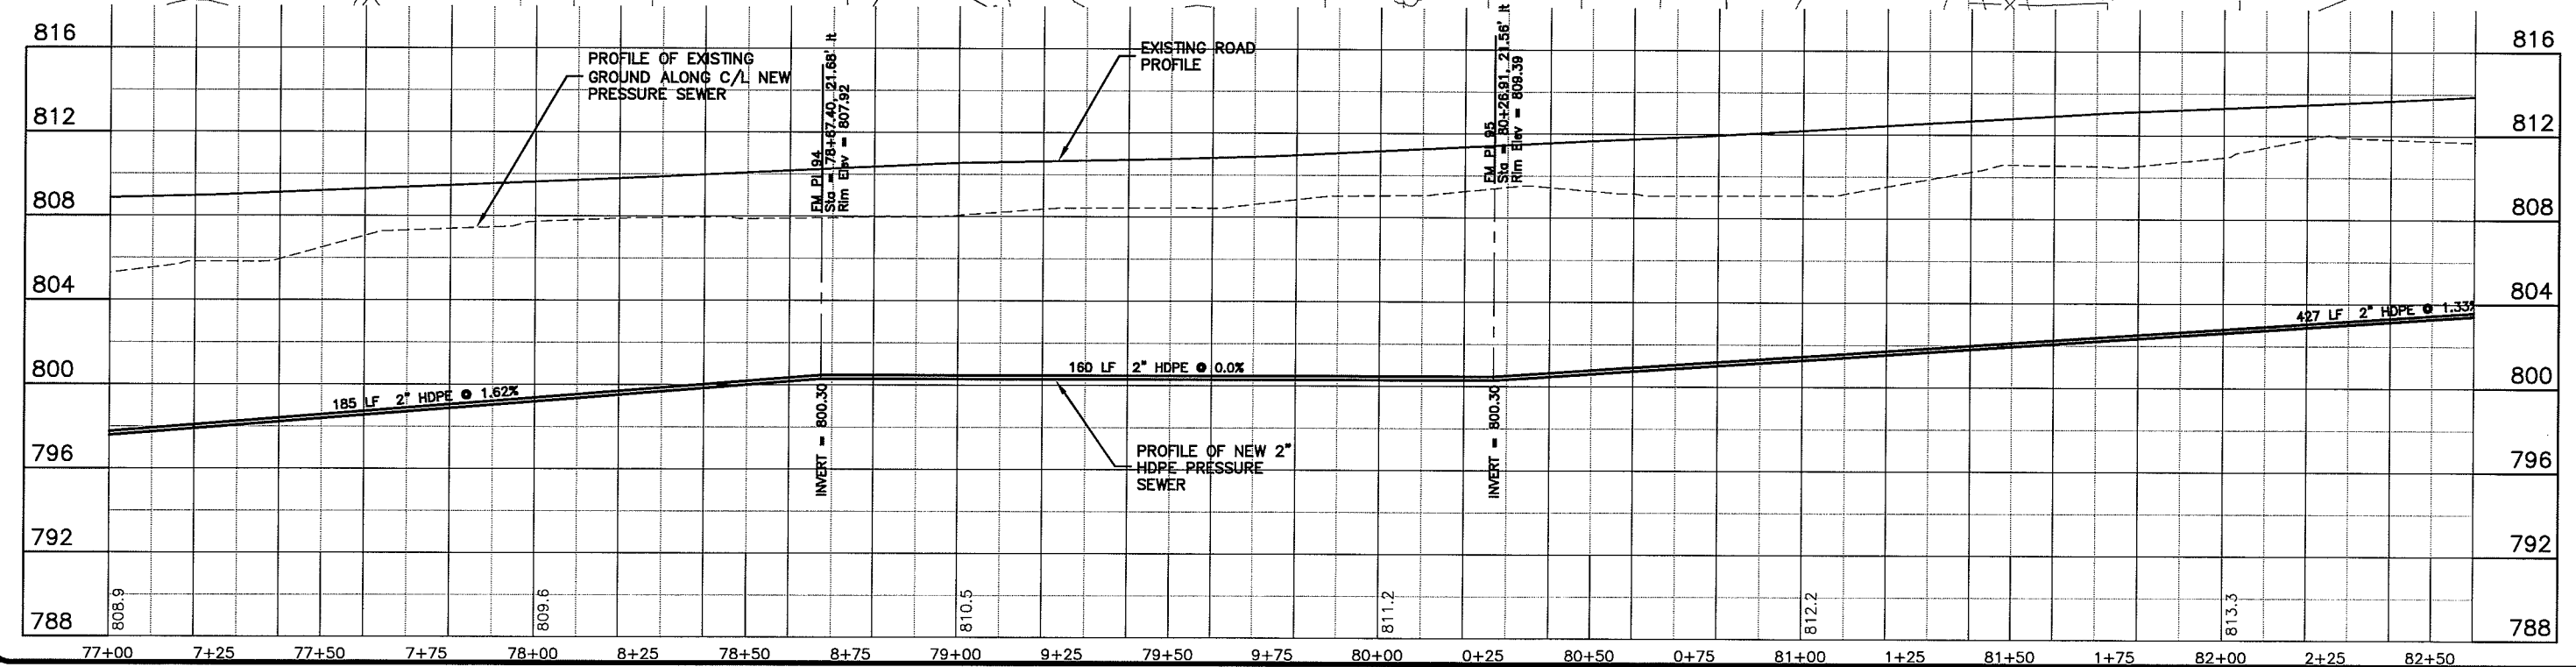 816
812
808
804
800
796
792
788
PROFILE OF EXISTING
GROUND ALONG C/L NEW
PRESSURE SEWER
FM PI 94
Sta = 78+67.40, 21.68' lt
Rim Elev = 807.92
EXISTING ROAD
PROFILE
FM PI 95
Sta = 80+26.91, 21.56' lt
Rim Elev = 809.39
816
812
808
804
800
796
792
788
185 LF 2" HDPE @ 1.62%
160 LF 2" HDPE @ 0.0%
427 LF 2" HDPE @ 1.33%
INVERT = 800.30
PROFILE OF NEW 2"
HDPE PRESSURE
SEWER
INVERT = 800.30
808.9
809.6
810.5
811.2
812.2
813.3
77+00 7+25 77+50 7+75 78+00 8+25 78+50 8+75 79+00 9+25 79+50 9+75 80+00 0+25 80+50 0+75 81+00 1+25 81+50 1+75 82+00 2+25 82+50